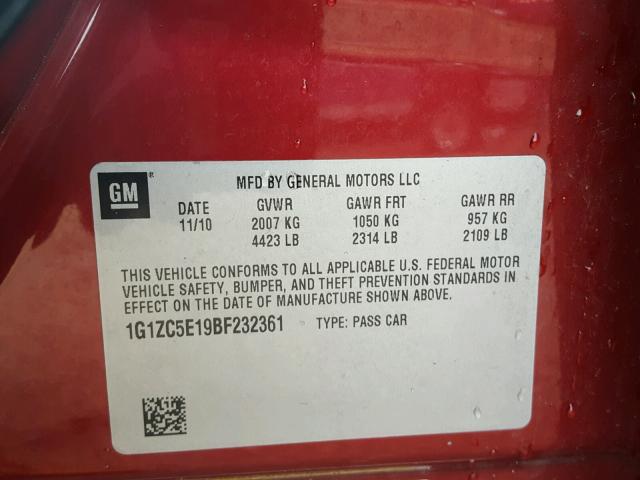 GM ® MFD BY GENERAL MOTORS LLC
DATE GVWR GAWR FRT GAWR RR
11/10 2007 KG 1050 KG 957 KG
4423 LB 2314 LB 2109 LB
THIS VEHICLE CONFORMS TO ALL APPLICABLE U.S. FEDERAL MOTOR
VEHICLE SAFETY, BUMPER, AND THEFT PREVENTION STANDARDS IN
EFFECT ON THE DATE OF MANUFACTURE SHOWN ABOVE.
1G1ZC5E19BF232361 TYPE: PASS CAR